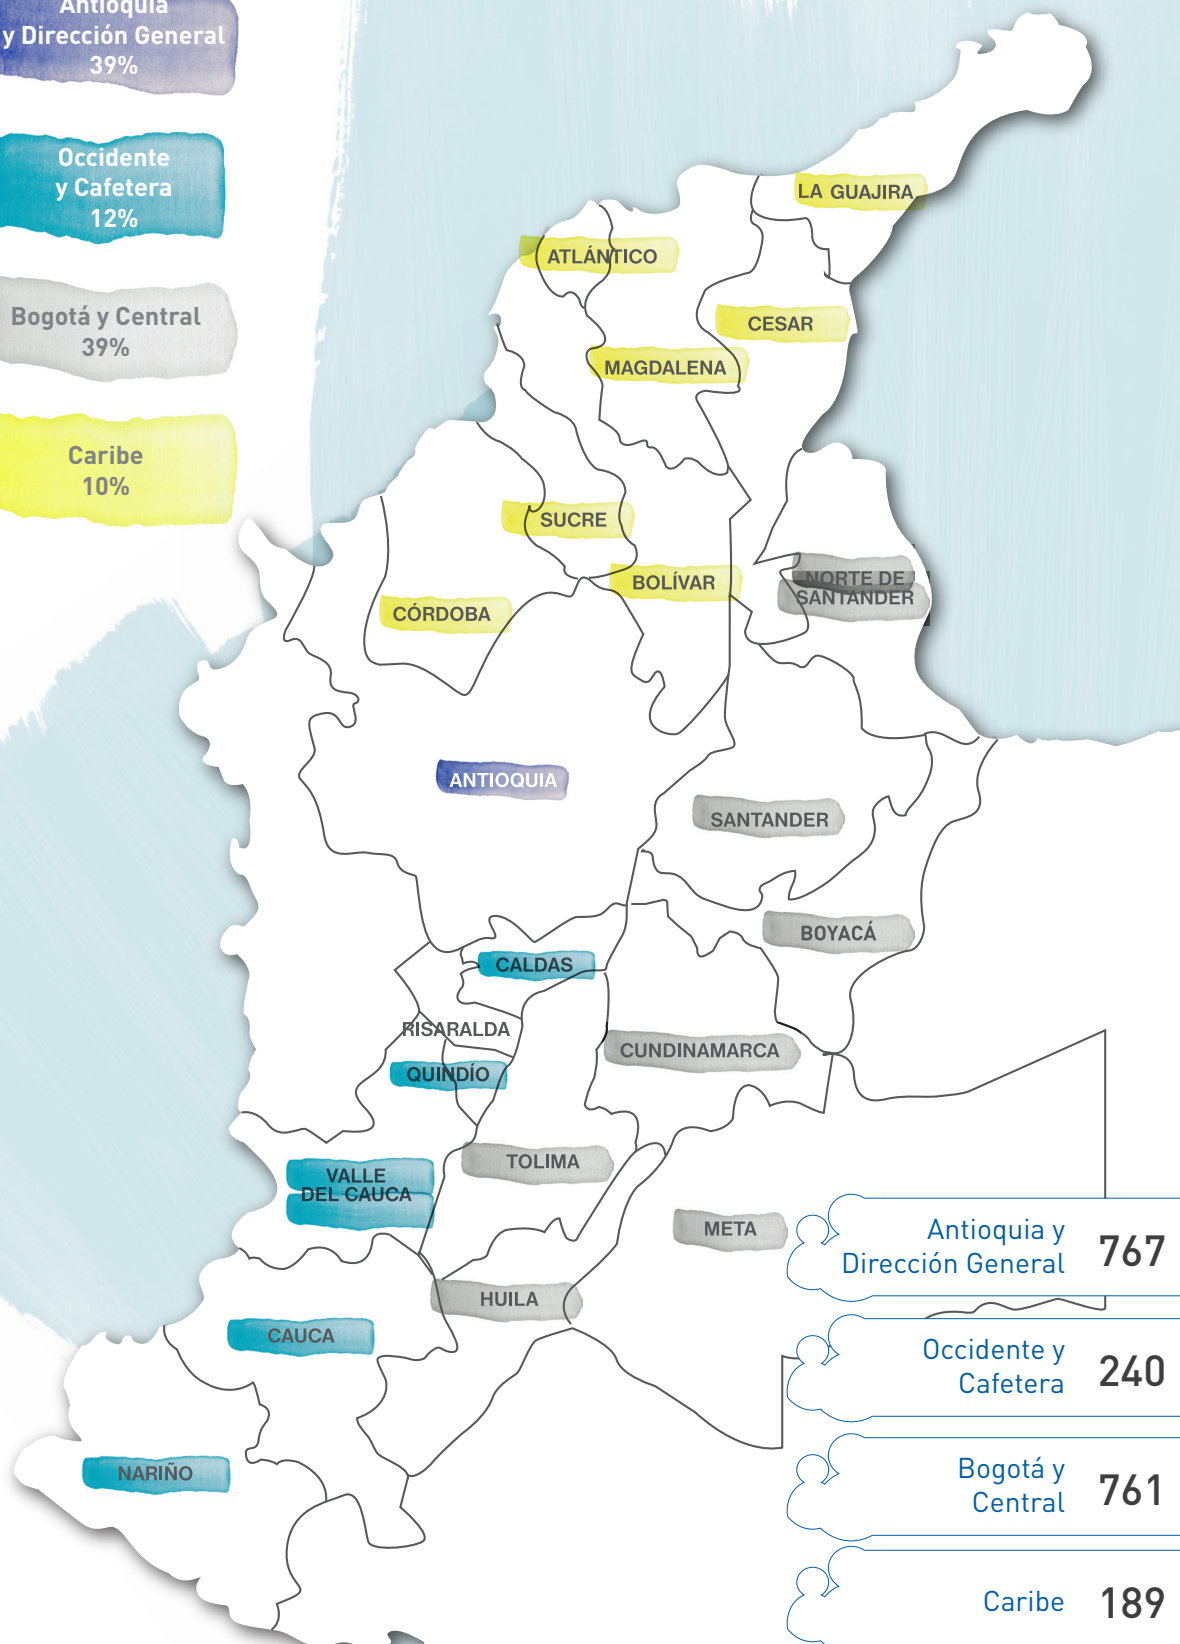 Antioquia
y Dirección General
39%
Occidente
y Cafetera
12%
Bogotá y Central
39%
Caribe
10%
LA GUAJIRA
ATLÁNTICO
CESAR
MAGDALENA
SUCRE
BOLÍVAR
NORTE DE
SANTANDER
CÓRDOBA
ANTIOQUIA
SANTANDER
BOYACÁ
CALDAS
RISARALDA
CUNDINAMARCA
QUINDÍO
TOLIMA
VALLE
DEL CAUCA
META
HUILA
CAUCA
NARIÑO
Antioquia y
Dirección General 767
Occidente y
Cafetera 240
Bogotá y
Central 761
Caribe 189